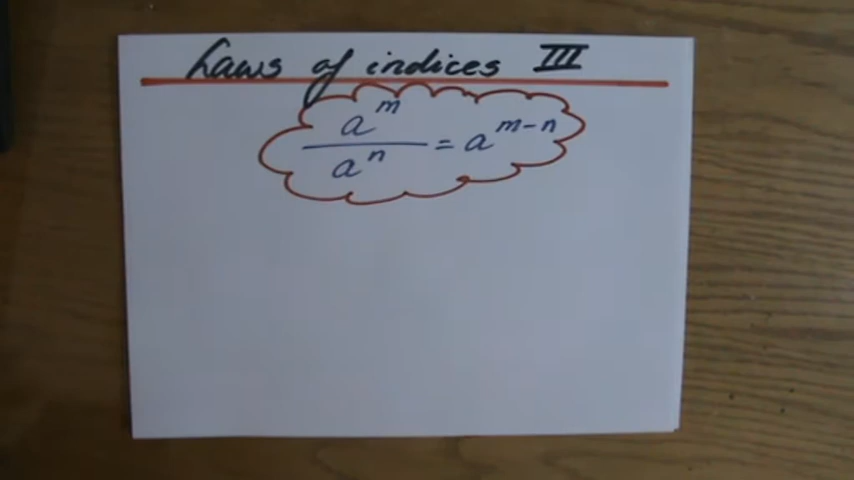 Laws of indices III
a^m / a^n = a^(m-n)